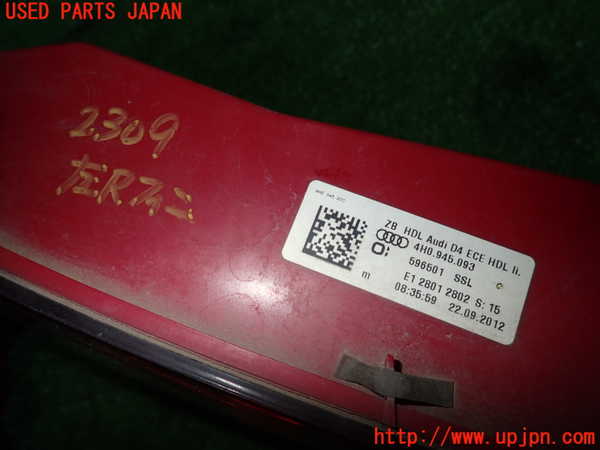 USED PARTS JAPAN
2309
左Rフィニ
ZB HDL Audi D4 ECE HDL li.
4H0.945.093
596501 SSL
E1 2801 2802 S: 15
m 08:35:59 22.09.2012
http://www.upjpn.com